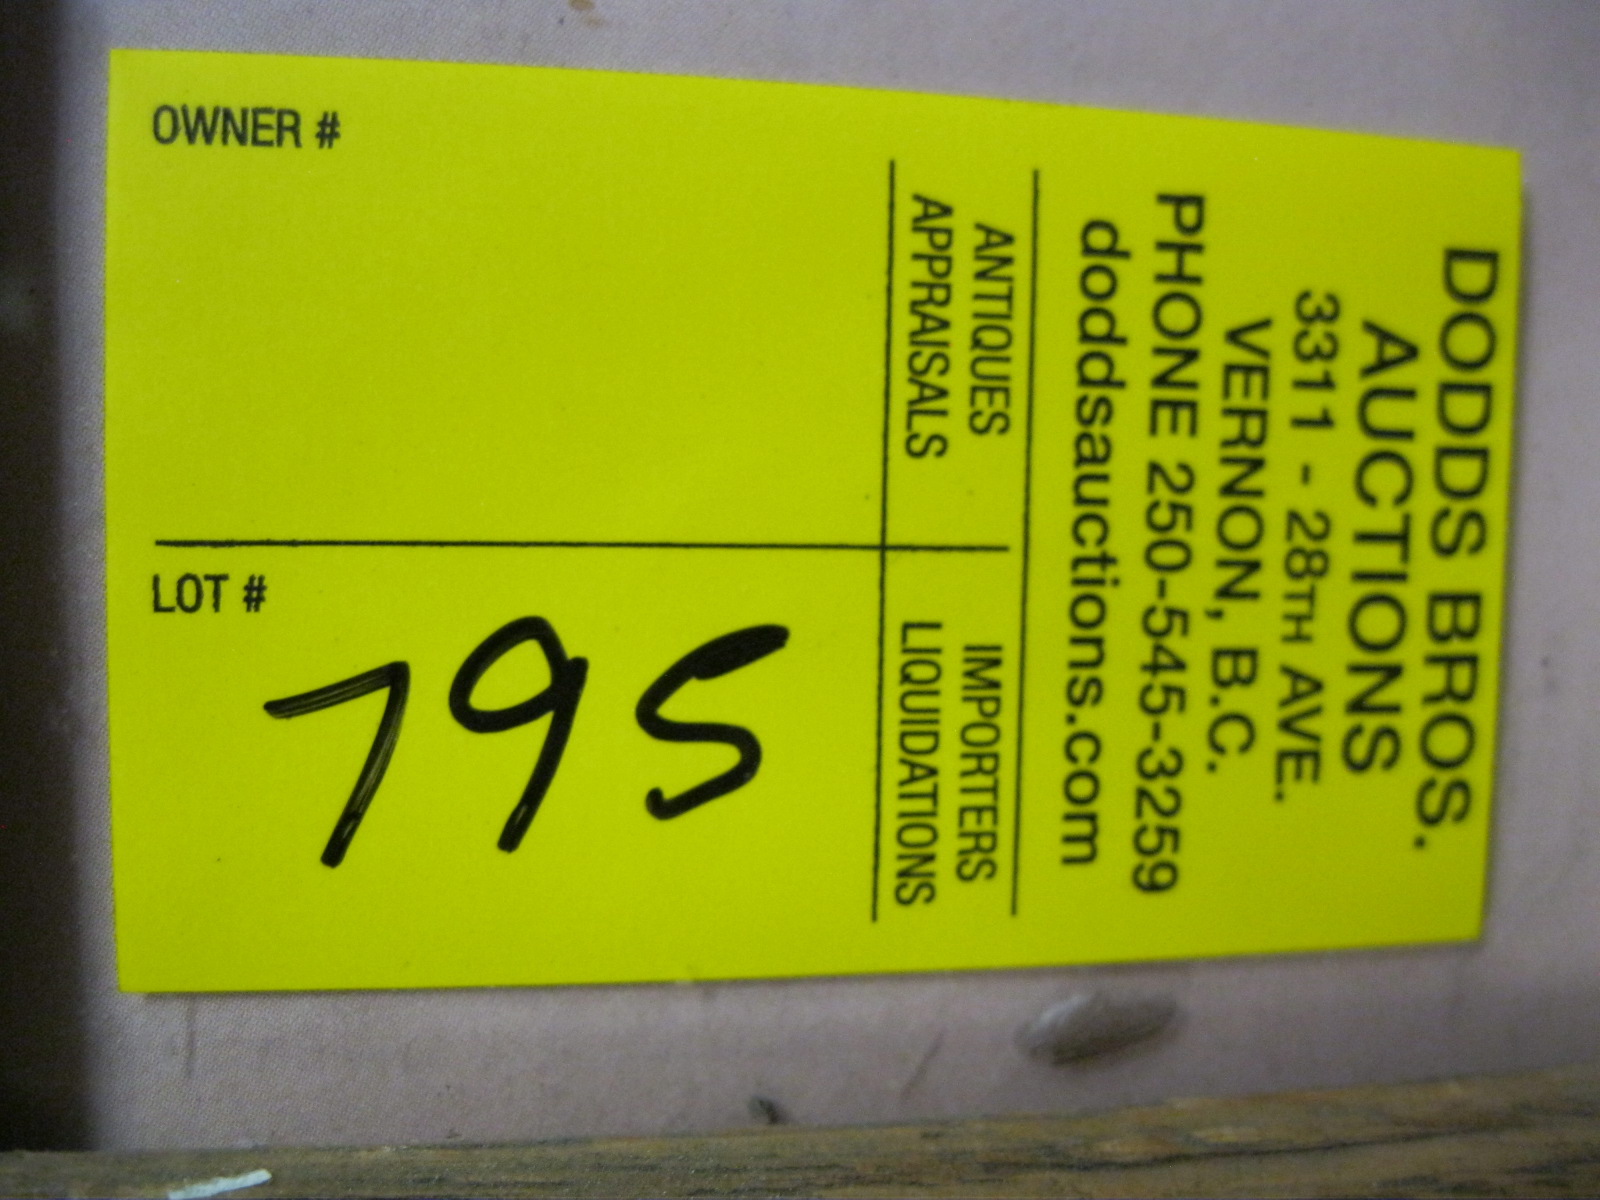 DODDS BROS.
AUCTIONS
3311 - 28TH AVE.
VERNON, B.C.
PHONE 250-545-3259
doddsauctions.com
ANTIQUES
APPRAISALS
IMPORTERS
LIQUIDATIONS
OWNER #
LOT #
795